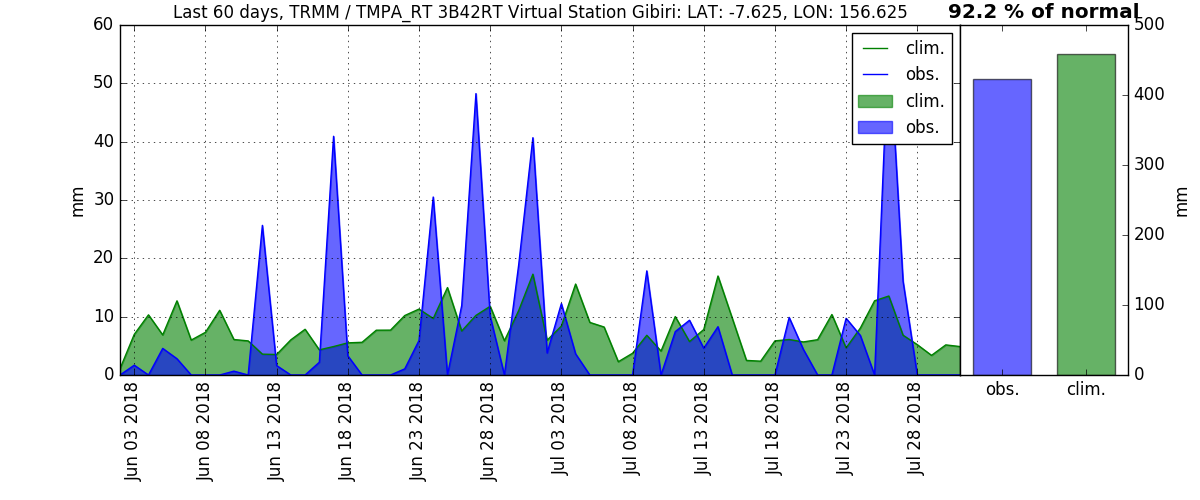 Last 60 days, TRMM / TMPA_RT 3B42RT Virtual Station Gibiri: LAT: -7.625, LON: 156.625
92.2 % of normal
60
50
40
30
20
10
0
mm
clim.
obs.
clim.
obs.
500
400
300
200
100
0
mm
obs.
clim.
Jun 03 2018
Jun 08 2018
Jun 13 2018
Jun 18 2018
Jun 23 2018
Jun 28 2018
Jul 03 2018
Jul 08 2018
Jul 13 2018
Jul 18 2018
Jul 23 2018
Jul 28 2018